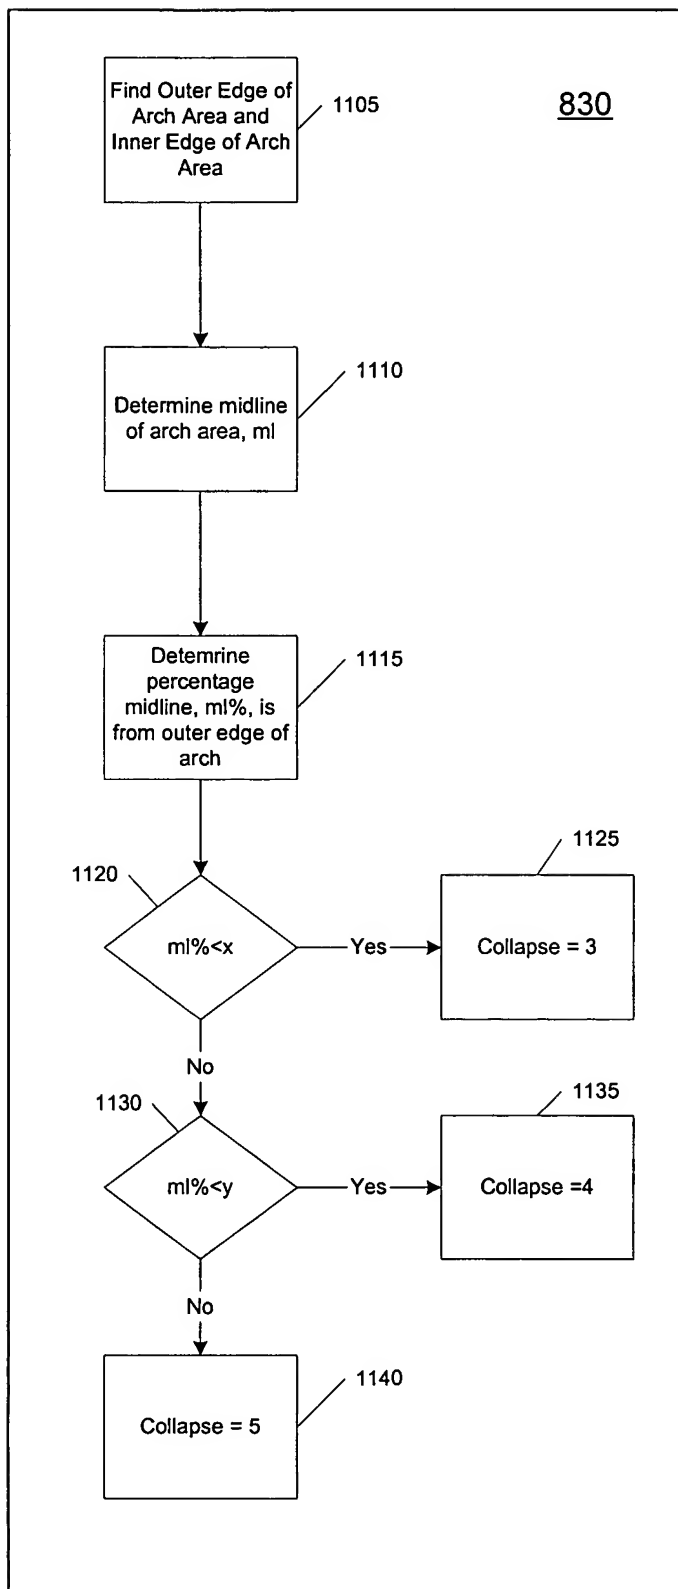 830
Find Outer Edge of
Arch Area and
Inner Edge of Arch
Area
1105
Determine midline
of arch area, ml
1110
Detemrine
percentage
midline, ml%, is
from outer edge of
arch
1115
1120
ml%<x
Yes
1125
Collapse = 3
No
1130
ml%<y
Yes
1135
Collapse =4
No
1140
Collapse = 5